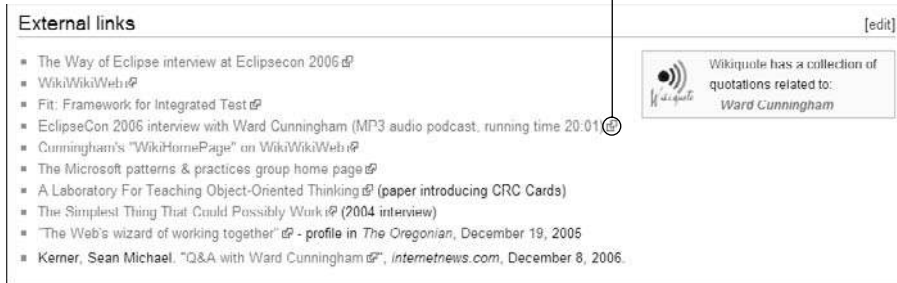 External links [edit]
The Way of Eclipse interview at Eclipsecon 2006
WikiWikiWeb
Fit: Framework for Integrated Test
EclipseCon 2006 interview with Ward Cunningham (MP3 audio podcast, running time 20:01)
Cunningham's "WikiHomePage" on WikiWikiWeb
The Microsoft patterns & practices group home page
A Laboratory For Teaching Object-Oriented Thinking (paper introducing CRC Cards)
The Simplest Thing That Could Possibly Work (2004 interview)
"The Web's wizard of working together" - profile in The Oregonian, December 19, 2005
Kerner, Sean Michael. "Q&A with Ward Cunningham", internetnews.com, December 8, 2006.
Wikiquote
Wikiquote has a collection of
quotations related to:
Ward Cunningham